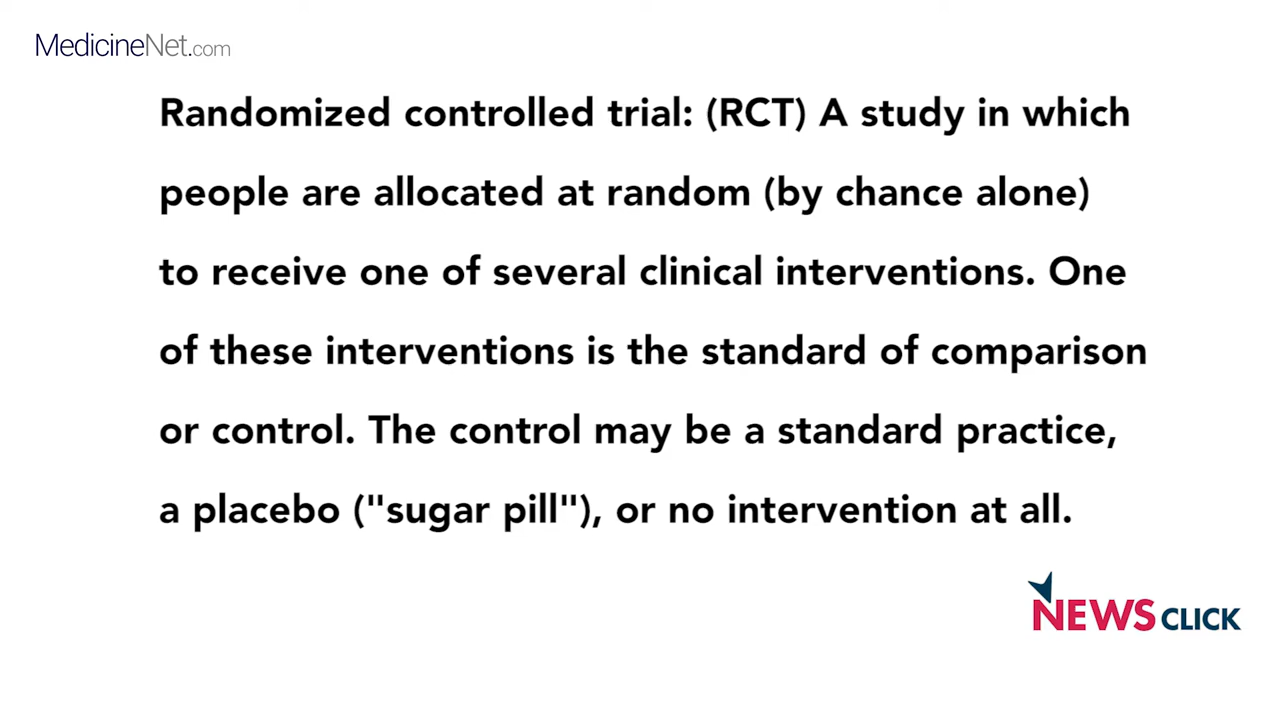 MedicineNet.com
Randomized controlled trial: (RCT) A study in which
people are allocated at random (by chance alone)
to receive one of several clinical interventions. One
of these interventions is the standard of comparison
or control. The control may be a standard practice,
a placebo ("sugar pill"), or no intervention at all.
NEWSCLICK